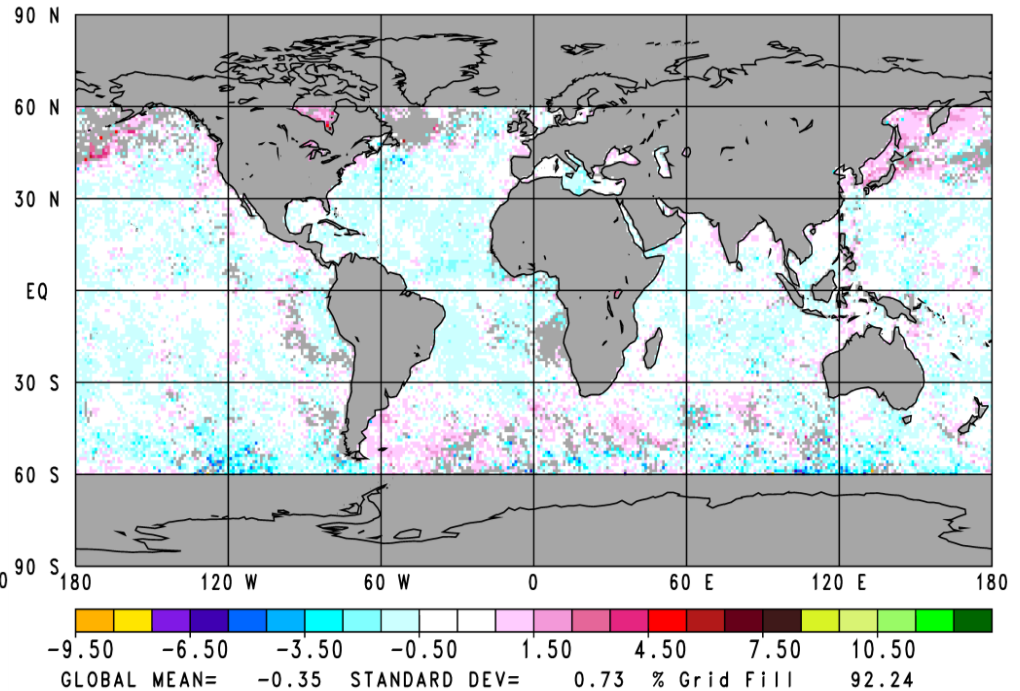 90 N
60 N
30 N
EQ
30 S
60 S
90 S
0
180 120 W 60 W 0 60 E 120 E 180
-9.50 -6.50 -3.50 -0.50 1.50 4.50 7.50 10.50
GLOBAL MEAN= -0.35 STANDARD DEV= 0.73 % Grid Fill 92.24